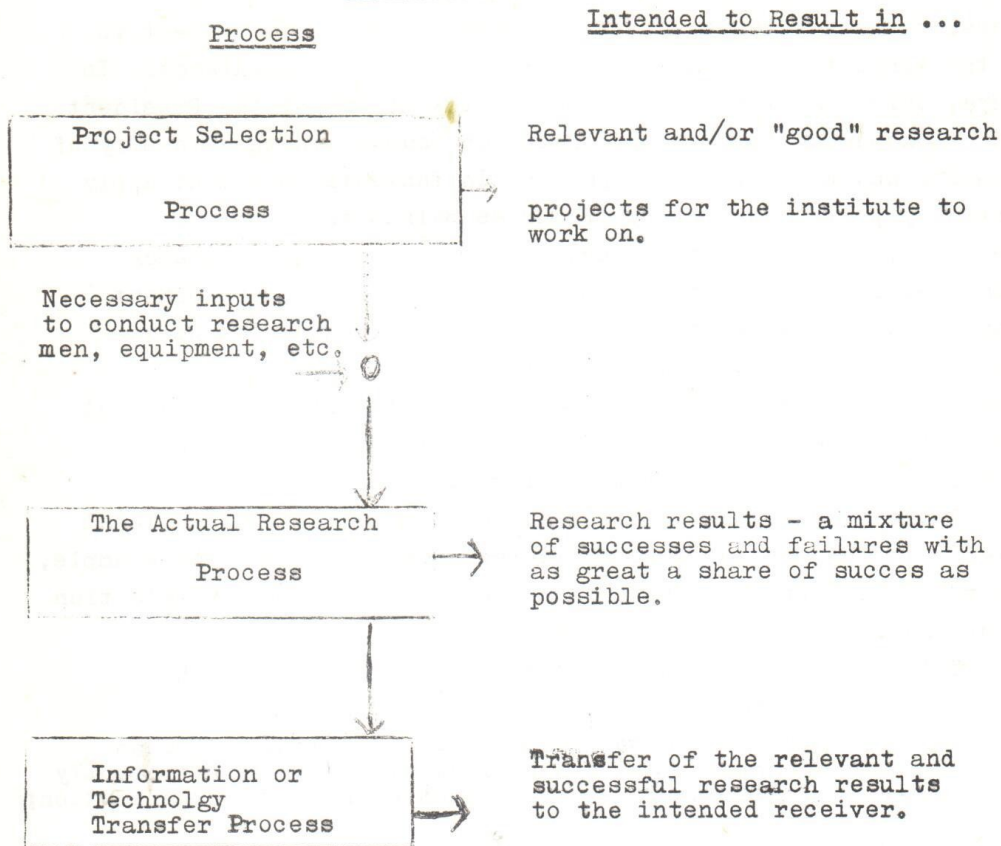 Process
Intended to Result in ...
Project Selection
Process
Relevant and/or "good" research
projects for the institute to
work on.
Necessary inputs
to conduct research
men, equipment, etc.
The Actual Research
Process
Research results - a mixture
of successes and failures with
as great a share of succes as
possible.
Information or
Technolgy
Transfer Process
Transfer of the relevant and
successful research results
to the intended receiver.